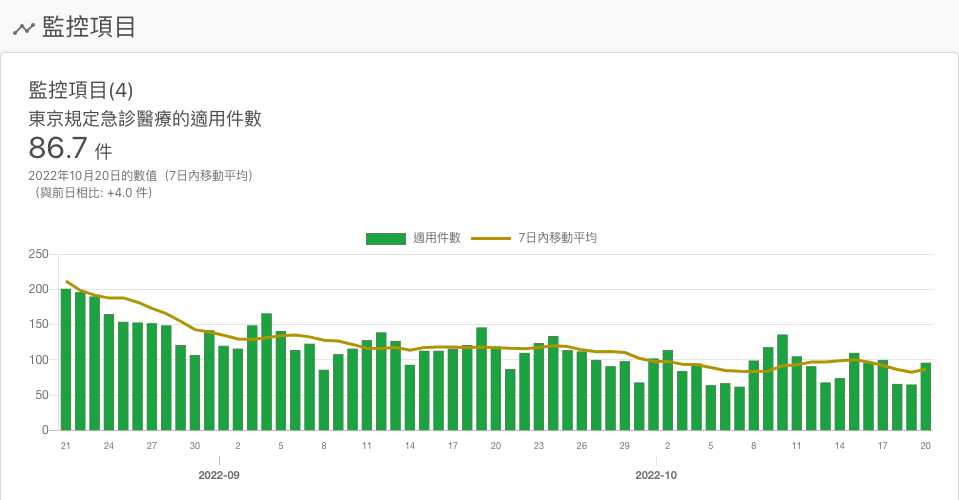 監控項目
監控項目(4)
東京規定急診醫療的適用件數
86.7 件
2022年10月20日的數值（7日內移動平均）
（與前日相比: +4.0 件）
適用件數 7日內移動平均
250
200
150
100
50
0
21 24 27 30 2 5 8 11 14 17 20 23 26 29 2 5 8 11 14 17 20
2022-09 2022-10